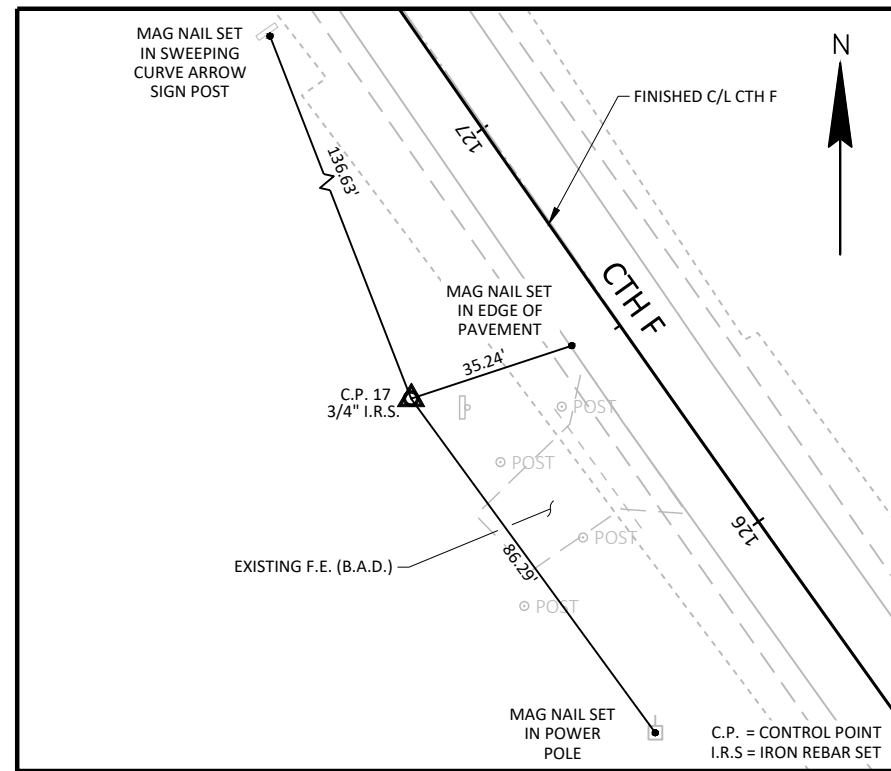 MAG NAIL SET
IN SWEEPING
CURVE ARROW
SIGN POST
N
FINISHED C/L CTH F
127
136.63'
CTH F
MAG NAIL SET
IN EDGE OF
PAVEMENT
35.24'
C.P. 17
3/4" I.R.S.
POST
POST
126
POST
EXISTING F.E. (B.A.D.)
86.29'
POST
MAG NAIL SET
IN POWER
POLE
C.P. = CONTROL POINT
I.R.S = IRON REBAR SET